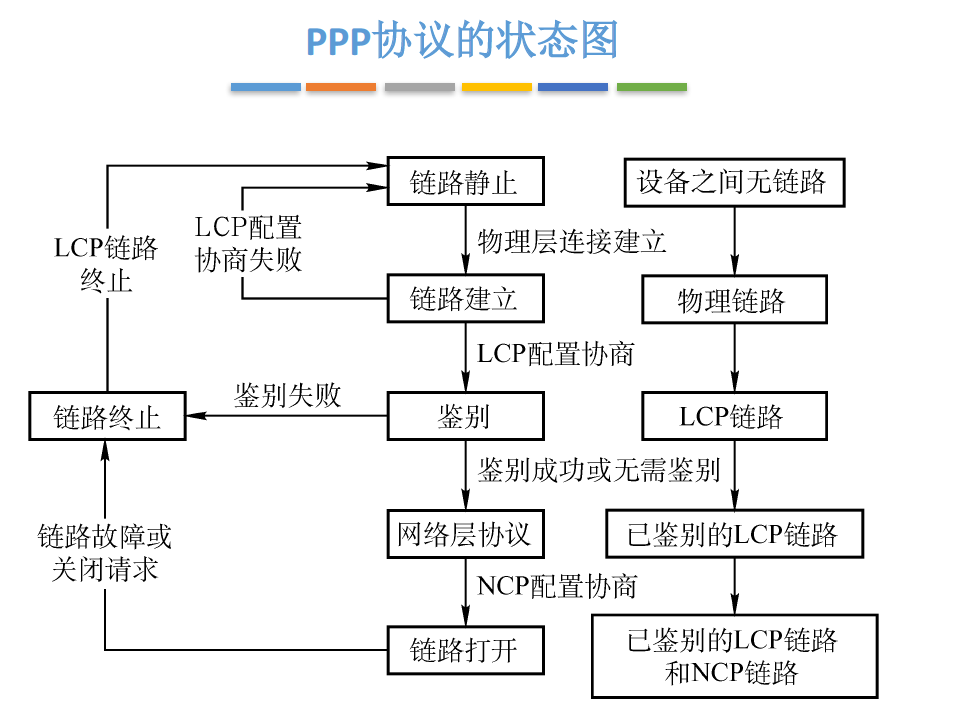 PPP协议的状态图
链路静止
设备之间无链路
LCP配置
协商失败
物理层连接建立
LCP链路
终止
链路建立
物理链路
LCP配置协商
鉴别失败
链路终止
鉴别
LCP链路
鉴别成功或无需鉴别
链路故障或
关闭请求
网络层协议
已鉴别的LCP链路
NCP配置协商
链路打开
已鉴别的LCP链路
和NCP链路